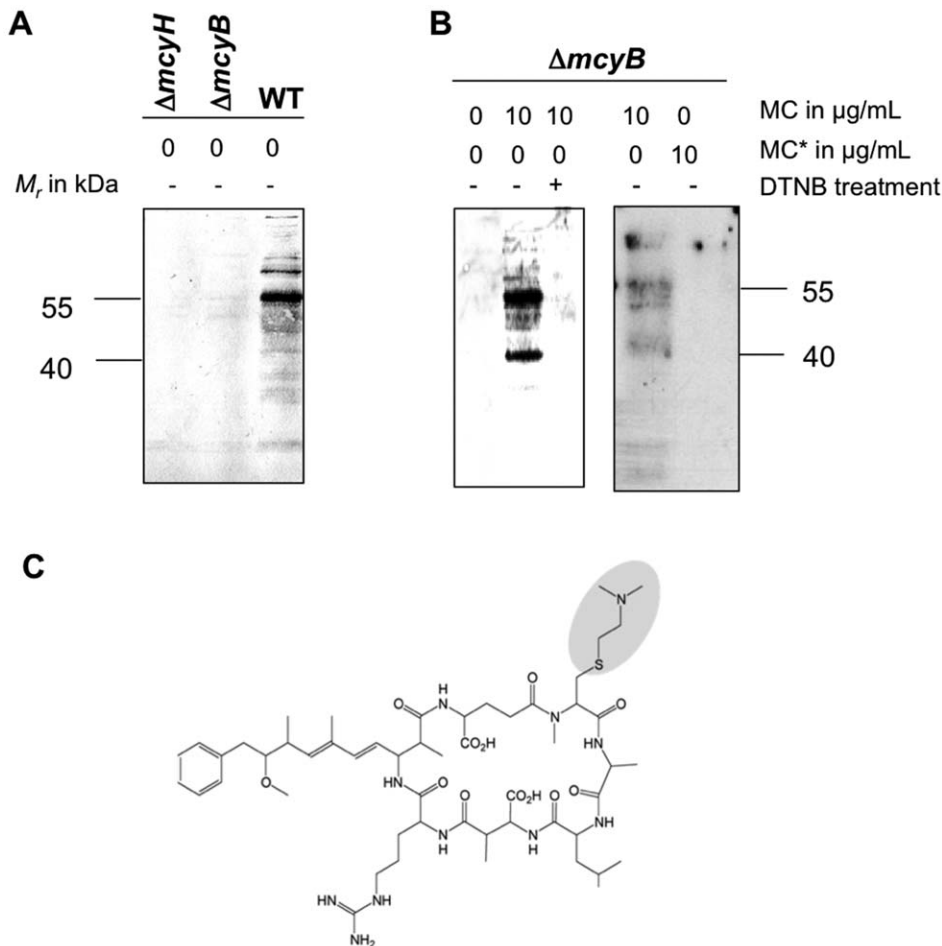 A
ΔmcyH
ΔmcyB
WT
0 0 0
Mr in kDa - - -
55
40
B
ΔmcyB
0 10 10 10 0 MC in µg/mL
0 0 0 0 10 MC* in µg/mL
- - + - - DTNB treatment
55
40
C
N
S
O
H
N
O
O
N
O
CO₂H
HN
O
HN
O
O
CO₂H
O
O
NH
N
H
N
H
HN
NH
NH₂